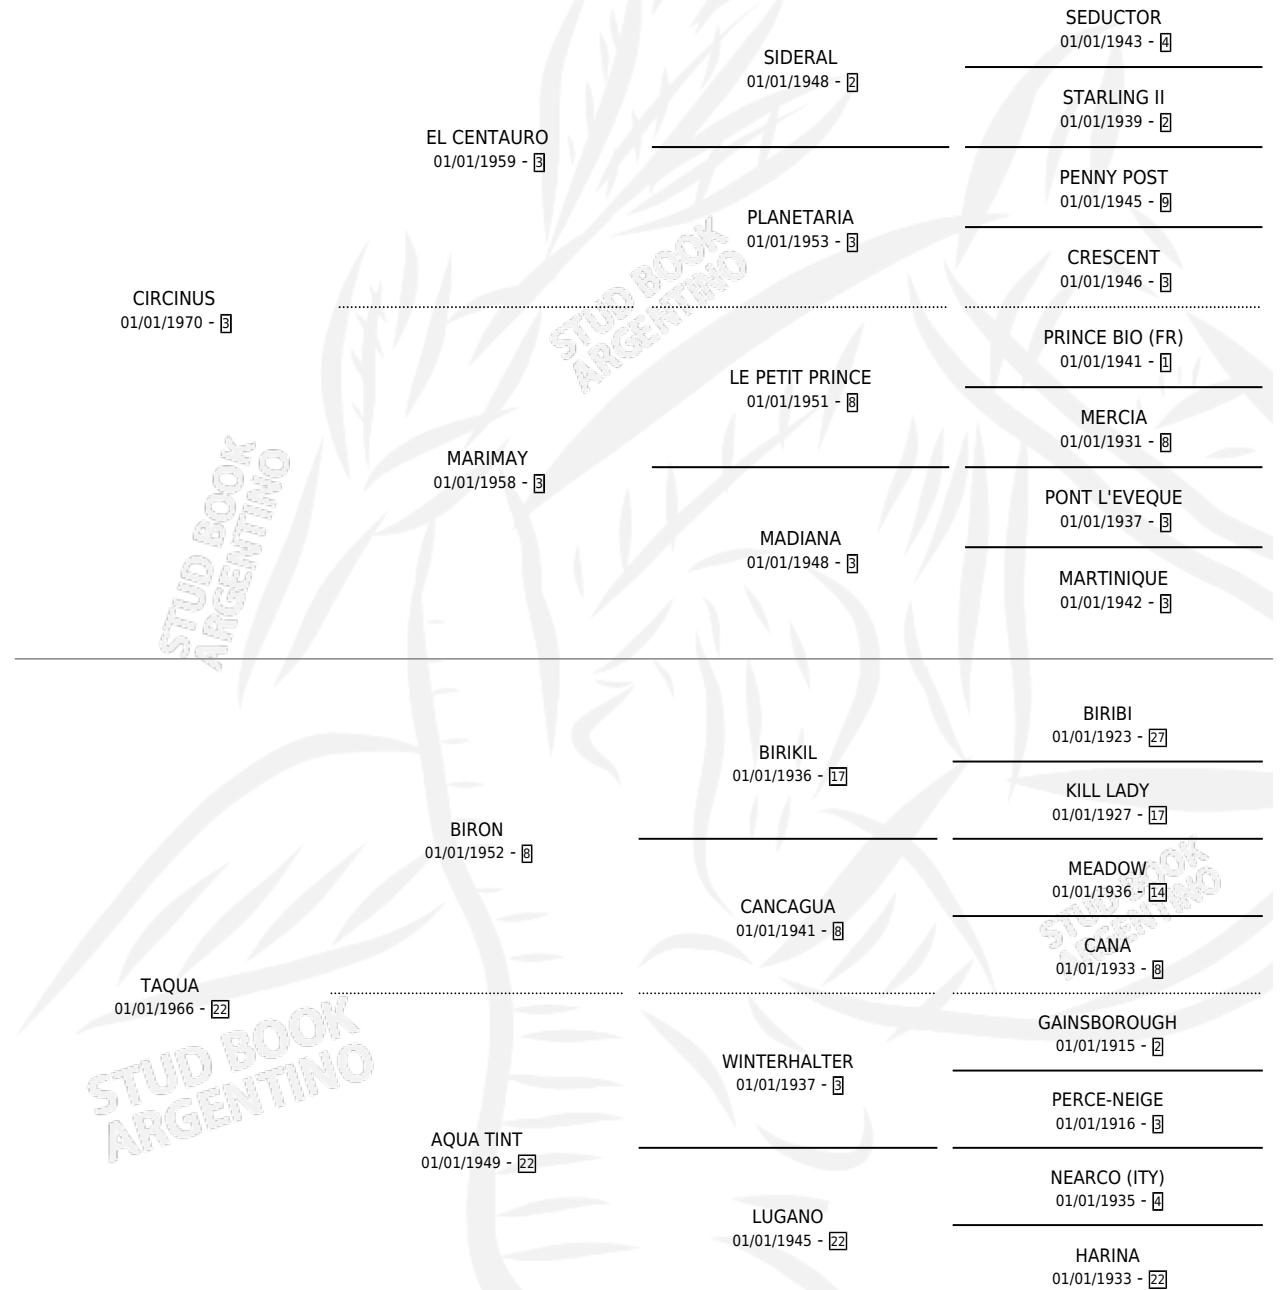 SEDUCTOR
01/01/1943 - 4
SIDERAL
01/01/1948 - 2
STARLING II
01/01/1939 - 2
EL CENTAURO
01/01/1959 - 3
PENNY POST
01/01/1945 - 9
PLANETARIA
01/01/1953 - 3
CRESCENT
01/01/1946 - 3
CIRCINUS
01/01/1970 - 3
PRINCE BIO (FR)
01/01/1941 - 1
LE PETIT PRINCE
01/01/1951 - 8
MERCIA
01/01/1931 - 8
MARIMAY
01/01/1958 - 3
PONT L'EVEQUE
01/01/1937 - 3
MADIANA
01/01/1948 - 3
MARTINIQUE
01/01/1942 - 3
BIRIBI
01/01/1923 - 27
BIRIKIL
01/01/1936 - 17
KILL LADY
01/01/1927 - 17
BIRON
01/01/1952 - 8
MEADOW
01/01/1936 - 14
CANCAGUA
01/01/1941 - 8
CANA
01/01/1933 - 8
TAQUA
01/01/1966 - 22
GAINSBOROUGH
01/01/1915 - 2
WINTERHALTER
01/01/1937 - 3
PERCE-NEIGE
01/01/1916 - 3
AQUA TINT
01/01/1949 - 22
NEARCO (ITY)
01/01/1935 - 4
LUGANO
01/01/1945 - 22
HARINA
01/01/1933 - 22
STUD BOOK
ARGENTINO
STUD BOOK
ARGENTINO
STUD BOOK
ARGENTINO
STUD BOOK
ARGENTINO